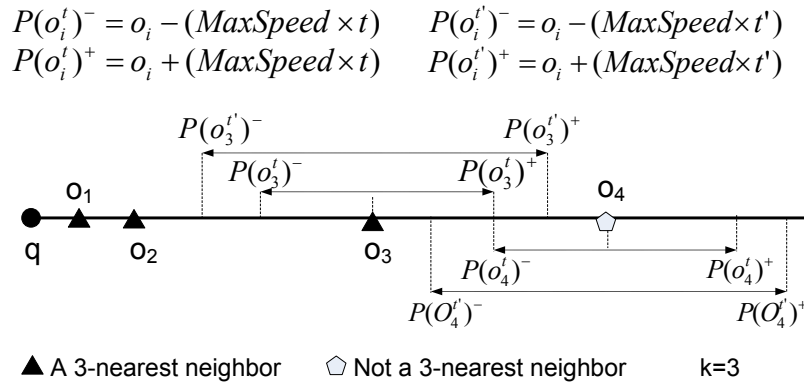 P(o_i^t)^- = o_i - (MaxSpeed × t)    P(o_i^{t'})^- = o_i - (MaxSpeed × t')
P(o_i^t)^+ = o_i + (MaxSpeed × t)    P(o_i^{t'})^+ = o_i + (MaxSpeed × t')
P(o_3^{t'})^-    P(o_3^{t'})^+
P(o_3^t)^-    P(o_3^t)^+
o_1    o_4
q    o_2    o_3
P(o_4^t)^-    P(o_4^t)^+
P(O_4^{t'})^-    P(O_4^{t'})^+
A 3-nearest neighbor    Not a 3-nearest neighbor    k=3